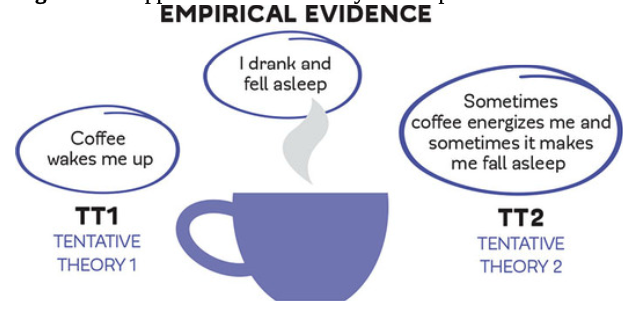 EMPIRICAL EVIDENCE
I drank and
fell asleep
Coffee
wakes me up
TT1
TENTATIVE
THEORY 1
Sometimes
coffee energizes me and
sometimes it makes
me fall asleep
TT2
TENTATIVE
THEORY 2